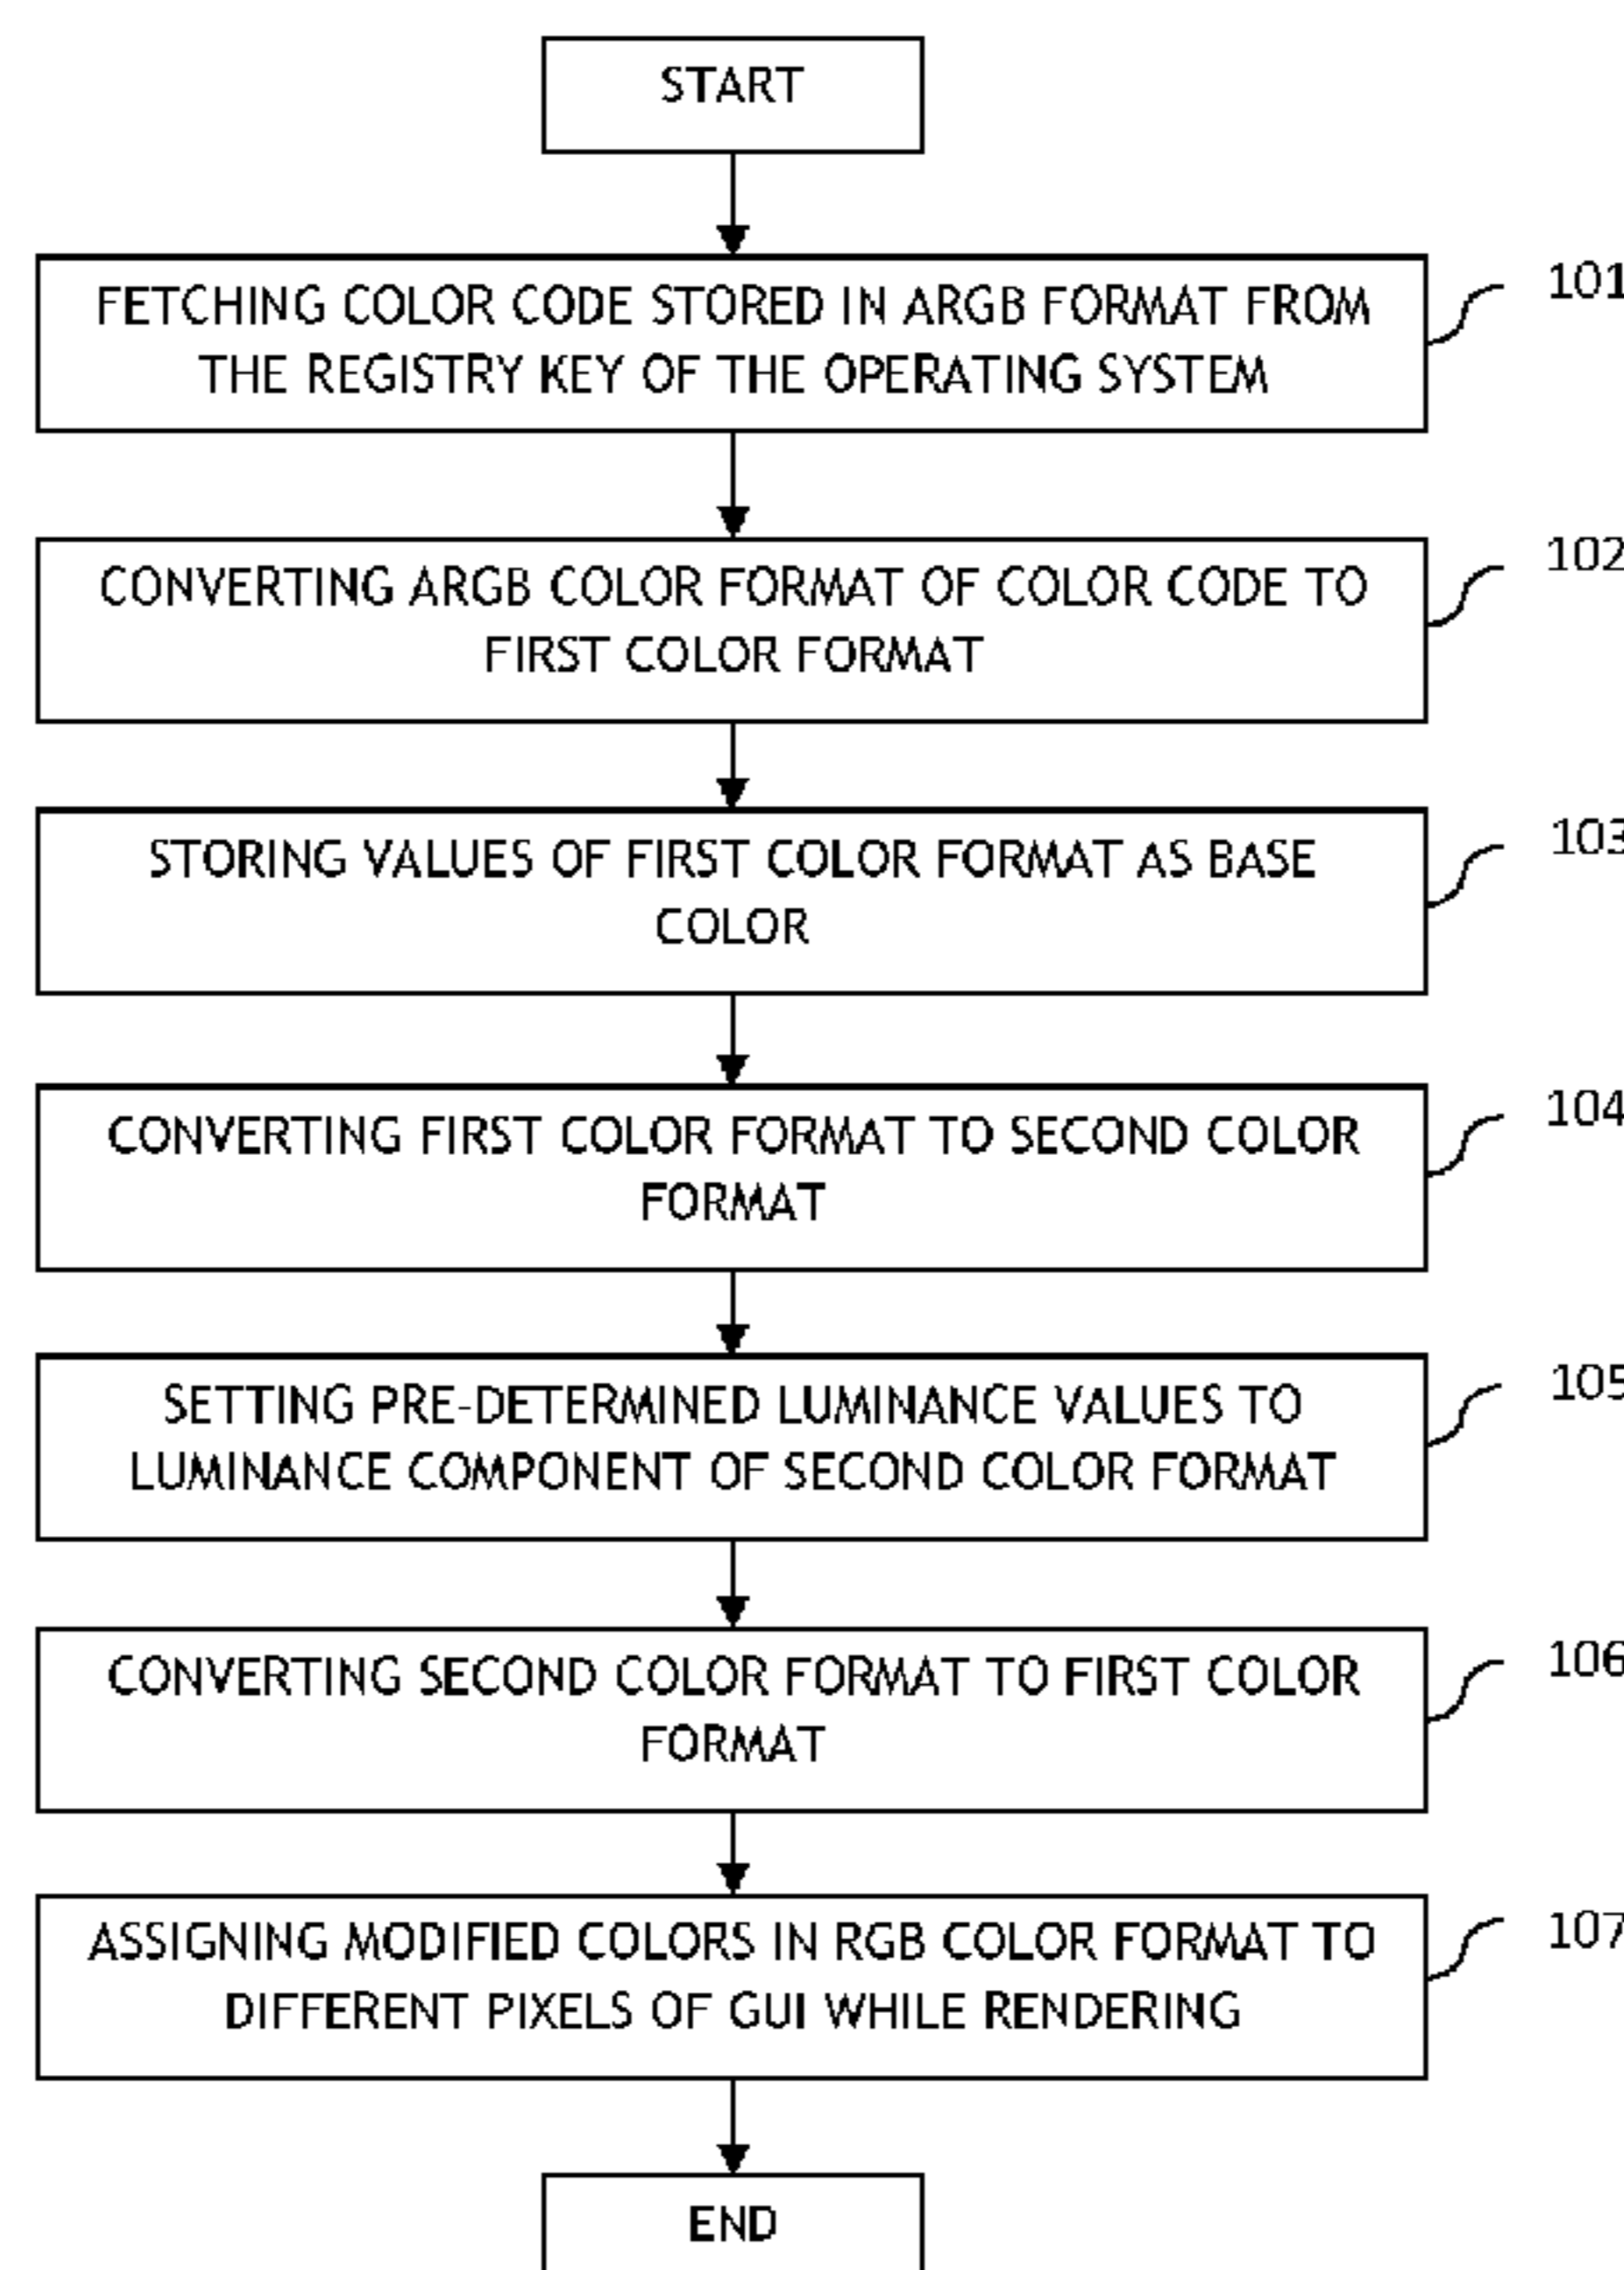 START
FETCHING COLOR CODE STORED IN ARGB FORMAT FROM
THE REGISTRY KEY OF THE OPERATING SYSTEM
101
CONVERTING ARGB COLOR FORMAT OF COLOR CODE TO
FIRST COLOR FORMAT
102
STORING VALUES OF FIRST COLOR FORMAT AS BASE
COLOR
103
CONVERTING FIRST COLOR FORMAT TO SECOND COLOR
FORMAT
104
SETTING PRE-DETERMINED LUMINANCE VALUES TO
LUMINANCE COMPONENT OF SECOND COLOR FORMAT
105
CONVERTING SECOND COLOR FORMAT TO FIRST COLOR
FORMAT
106
ASSIGNING MODIFIED COLORS IN RGB COLOR FORMAT TO
DIFFERENT PIXELS OF GUI WHILE RENDERING
107
END